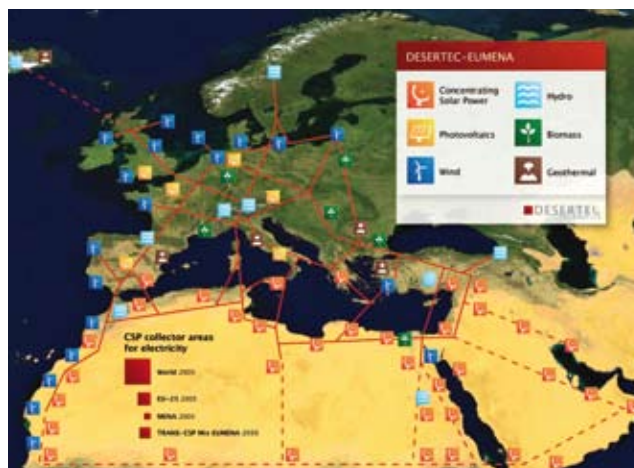 DESERTEC-EUMENA
Concentrating
Solar Power
Hydro
Photovoltaics
Biomass
Wind
Geothermal
DESERTEC
CSP collector areas
for electricity
World 2005
EU-25 2005
MENA 2005
TRANS-CSP Mix EUMENA 2050